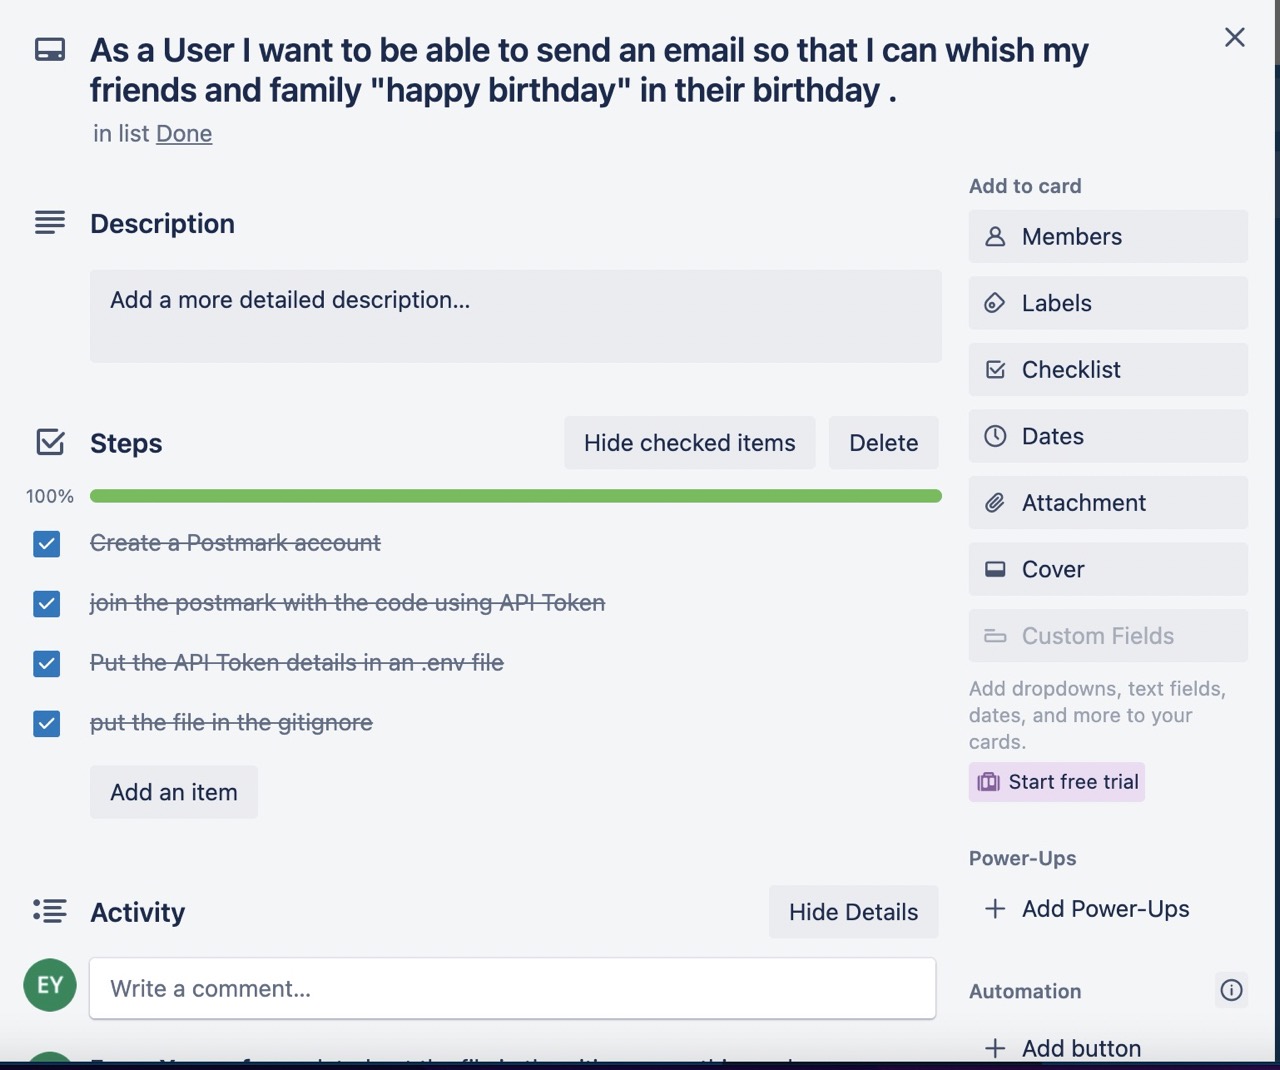 As a User I want to be able to send an email so that I can whish my
friends and family "happy birthday" in their birthday .
in list Done
Description
Add a more detailed description...
Steps
Hide checked items
Delete
100%
Create a Postmark account
join the postmark with the code using API Token
Put the API Token details in an .env file
put the file in the gitignore
Add an item
Activity
Hide Details
EY
Write a comment...
Add to card
Members
Labels
Checklist
Dates
Attachment
Cover
Custom Fields
Add dropdowns, text fields,
dates, and more to your
cards.
Start free trial
Power-Ups
Add Power-Ups
Automation
Add button